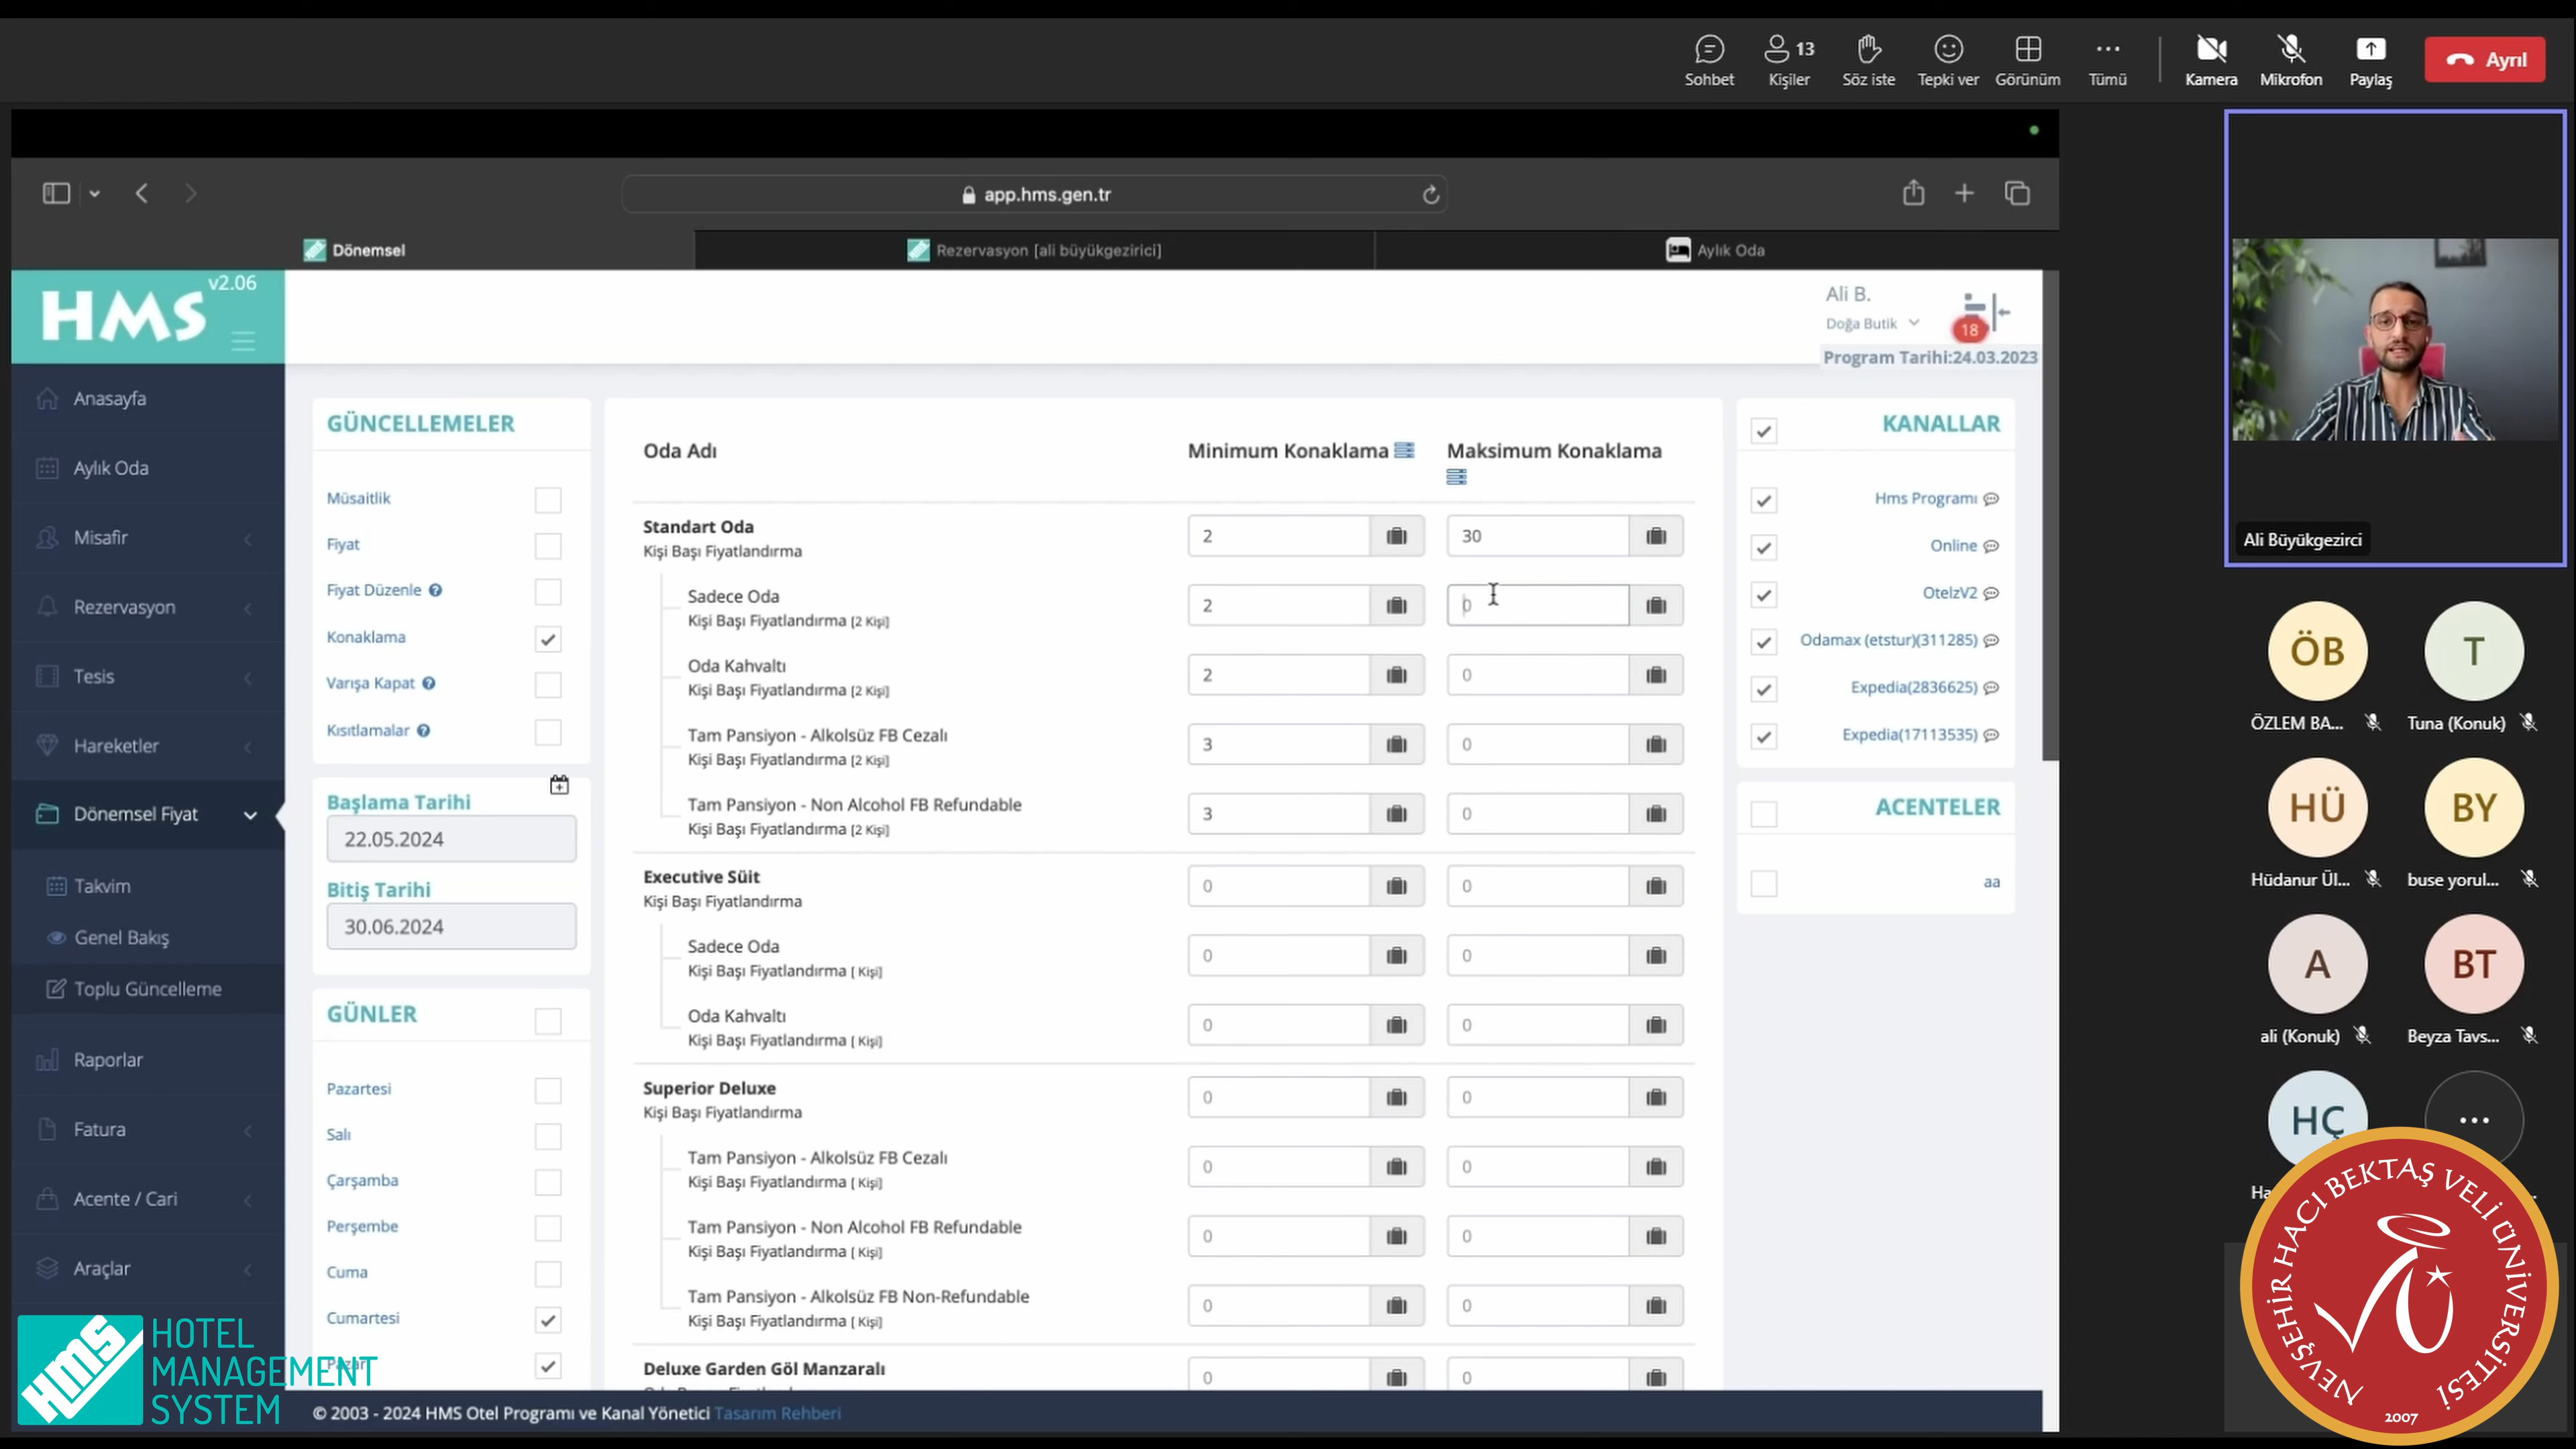 Sohbet
13
Kişiler
Söz iste
Tepki ver
Görünüm
Tümü
Kamera
Mikrofon
Paylaş
Ayrıl
app.hms.gen.tr
Dönemsel
Rezervasyon [ali büyükgezirici]
Aylık Oda
HMS
v2.06
Ali B.
Doğa Butik
18
Program Tarihi:24.03.2023
Anasayfa
Aylık Oda
Misafir
Rezervasyon
Tesis
Hareketler
Dönemsel Fiyat
Takvim
Genel Bakış
Toplu Güncelleme
Raporlar
Fatura
Acente / Cari
Araçlar
GÜNCELLEMELER
Müsaitlik
Fiyat
Fiyat Düzenle
Konaklama
Varışa Kapat
Kısıtlamalar
Başlama Tarihi
22.05.2024
Bitiş Tarihi
30.06.2024
GÜNLER
Pazartesi
Salı
Çarşamba
Perşembe
Cuma
Cumartesi
Pazar
Oda Adı
Minimum Konaklama
Maksimum Konaklama
Standart Oda
Kişi Başı Fiyatlandırma
2
30
Sadece Oda
Kişi Başı Fiyatlandırma [2 Kişi]
2
0
Oda Kahvaltı
Kişi Başı Fiyatlandırma [2 Kişi]
2
0
Tam Pansiyon - Alkolsüz FB Cezalı
Kişi Başı Fiyatlandırma [2 Kişi]
3
0
Tam Pansiyon - Non Alcohol FB Refundable
Kişi Başı Fiyatlandırma [2 Kişi]
3
0
Executive Süit
Kişi Başı Fiyatlandırma
0
0
Sadece Oda
Kişi Başı Fiyatlandırma [ Kişi]
0
0
Oda Kahvaltı
Kişi Başı Fiyatlandırma [ Kişi]
0
0
Superior Deluxe
Kişi Başı Fiyatlandırma
0
0
Tam Pansiyon - Alkolsüz FB Cezalı
Kişi Başı Fiyatlandırma [ Kişi]
0
0
Tam Pansiyon - Non Alcohol FB Refundable
Kişi Başı Fiyatlandırma [ Kişi]
0
0
Tam Pansiyon - Alkolsüz FB Non-Refundable
Kişi Başı Fiyatlandırma [ Kişi]
0
0
Deluxe Garden Göl Manzaralı
0
0
KANALLAR
Hms Programı
Online
OtelzV2
Odamax (etstur)(311285)
Expedia(2836625)
Expedia(17113535)
ACENTELER
aa
© 2003 - 2024 HMS Otel Programı ve Kanal Yönetici Tasarım Rehberi
hms
HOTEL
MANAGEMENT
SYSTEM
Ali Büyükgezirci
ÖB
ÖZLEM BA...
T
Tuna (Konuk)
HÜ
Hüdanur Ül...
BY
buse yorul...
A
ali (Konuk)
BT
Beyza Tavs...
HÇ
NEVŞEHİR HACI BEKTAŞ VELİ ÜNİVERSİTESİ
2007